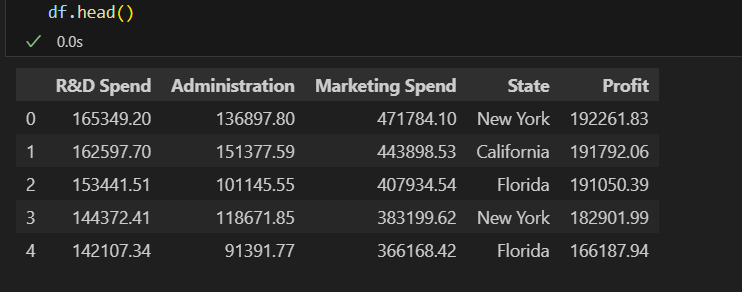 df.head()
✓ 0.0s
R&D Spend Administration Marketing Spend State Profit
0 165349.20 136897.80 471784.10 New York 192261.83
1 162597.70 151377.59 443898.53 California 191792.06
2 153441.51 101145.55 407934.54 Florida 191050.39
3 144372.41 118671.85 383199.62 New York 182901.99
4 142107.34 91391.77 366168.42 Florida 166187.94